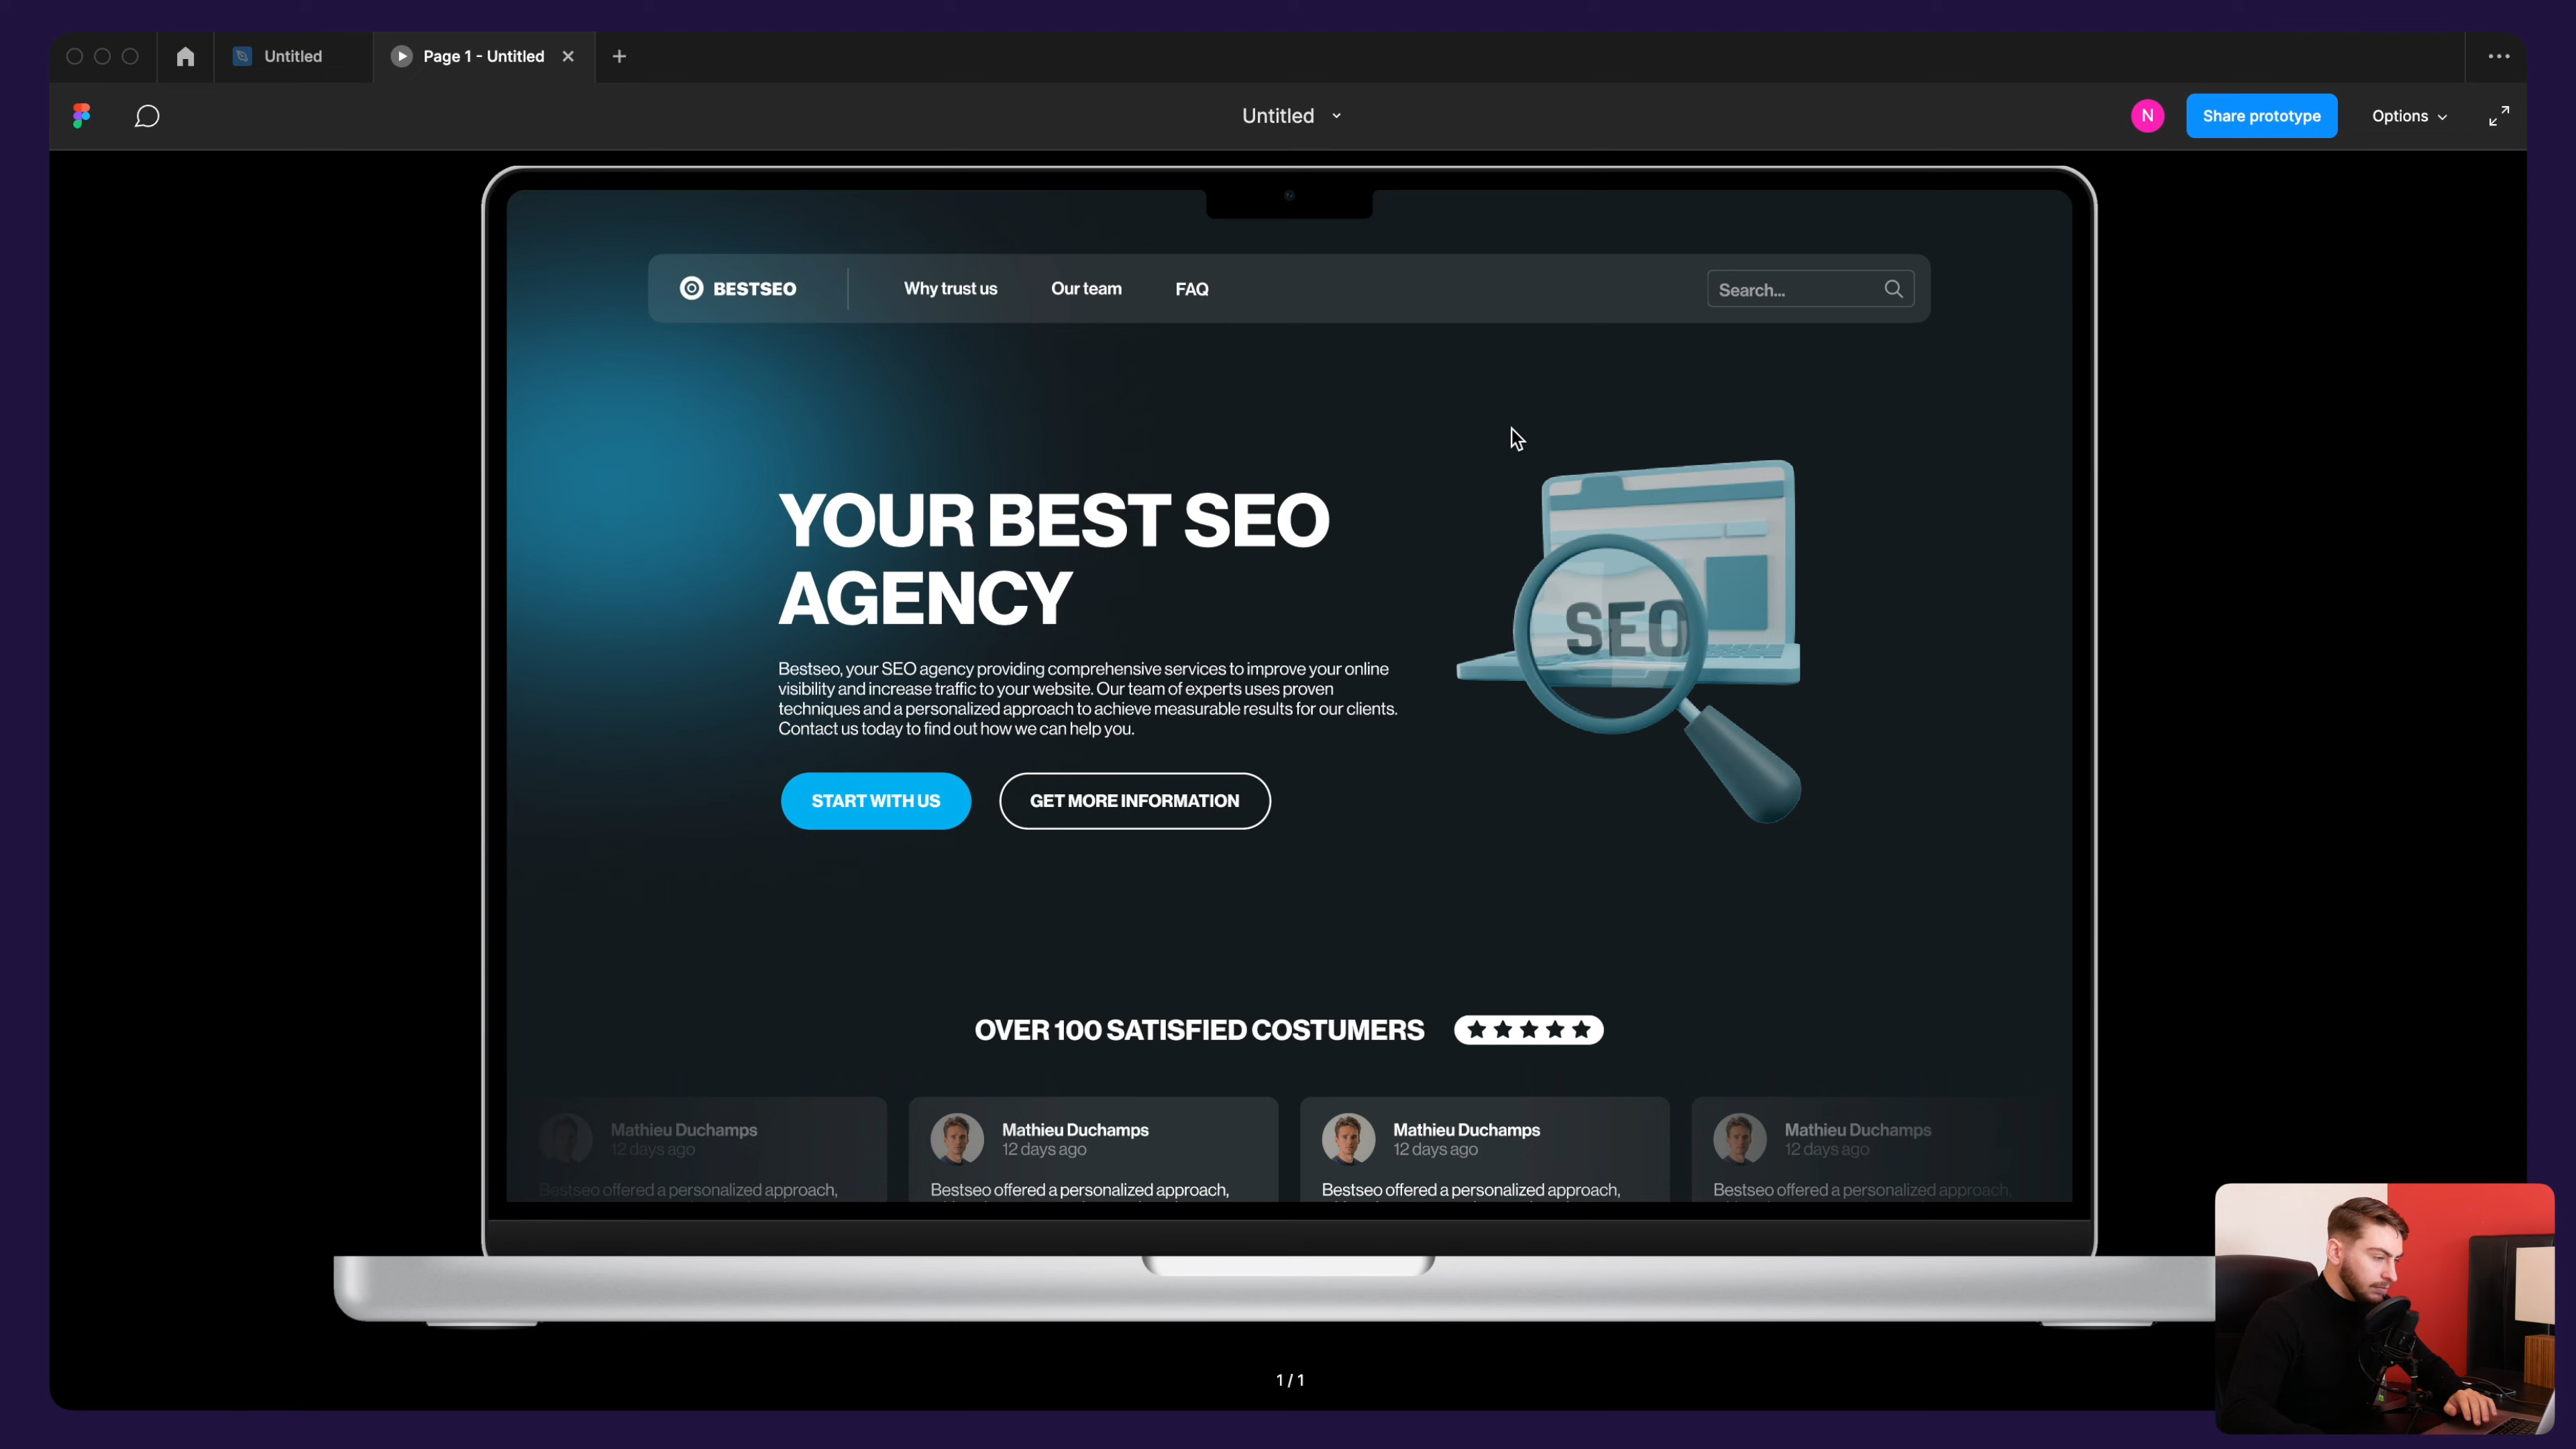 Untitled
Page 1 - Untitled
Untitled
N
Share prototype
Options
BESTSEO
Why trust us
Our team
FAQ
Search...
YOUR BEST SEO
AGENCY
SEO
Bestseo, your SEO agency providing comprehensive services to improve your online
visibility and increase traffic to your website. Our team of experts uses proven
techniques and a personalized approach to achieve measurable results for our clients.
Contact us today to find out how we can help you.
START WITH US
GET MORE INFORMATION
OVER 100 SATISFIED COSTUMERS
Mathieu Duchamps
12 days ago
Bestseo offered a personalized approach,
Mathieu Duchamps
12 days ago
Bestseo offered a personalized approach,
Mathieu Duchamps
12 days ago
Bestseo offered a personalized approach,
Mathieu Duchamps
12 days ago
Bestseo offered a personalized approach,
1 / 1